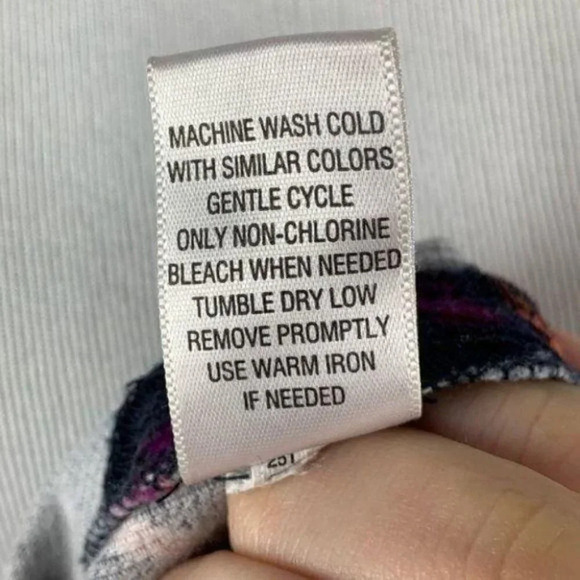 MACHINE WASH COLD
WITH SIMILAR COLORS
GENTLE CYCLE
ONLY NON-CHLORINE
BLEACH WHEN NEEDED
TUMBLE DRY LOW
REMOVE PROMPTLY
USE WARM IRON
IF NEEDED